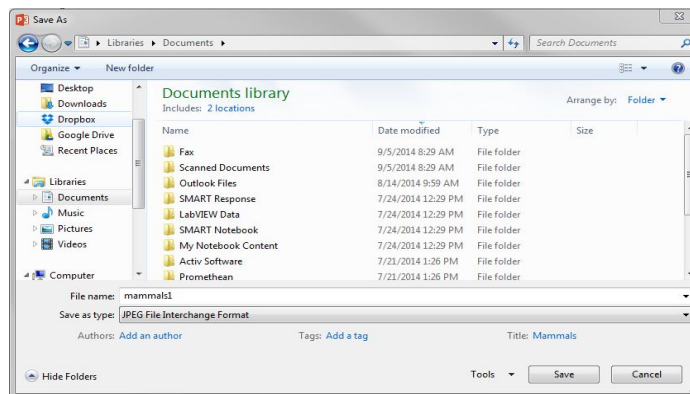 Save As
Libraries Documents Search Documents
Organize New folder
Desktop
Downloads
Dropbox
Google Drive
Recent Places
Libraries
Documents
Music
Pictures
Videos
Computer
Documents library
Includes: 2 locations
Arrange by: Folder
Name Date modified Type Size
Fax 9/5/2014 8:29 AM File folder
Scanned Documents 9/5/2014 8:29 AM File folder
Outlook Files 8/14/2014 9:59 AM File folder
SMART Response 7/24/2014 12:29 PM File folder
LabVIEW Data 7/24/2014 12:29 PM File folder
SMART Notebook 7/24/2014 12:29 PM File folder
My Notebook Content 7/24/2014 12:29 PM File folder
Activ Software 7/21/2014 1:26 PM File folder
Promethean 7/21/2014 1:26 PM File folder
File name: mammals1
Save as type: JPEG File Interchange Format
Authors: Add an author Tags: Add a tag Title: Mammals
Hide Folders Tools Save Cancel